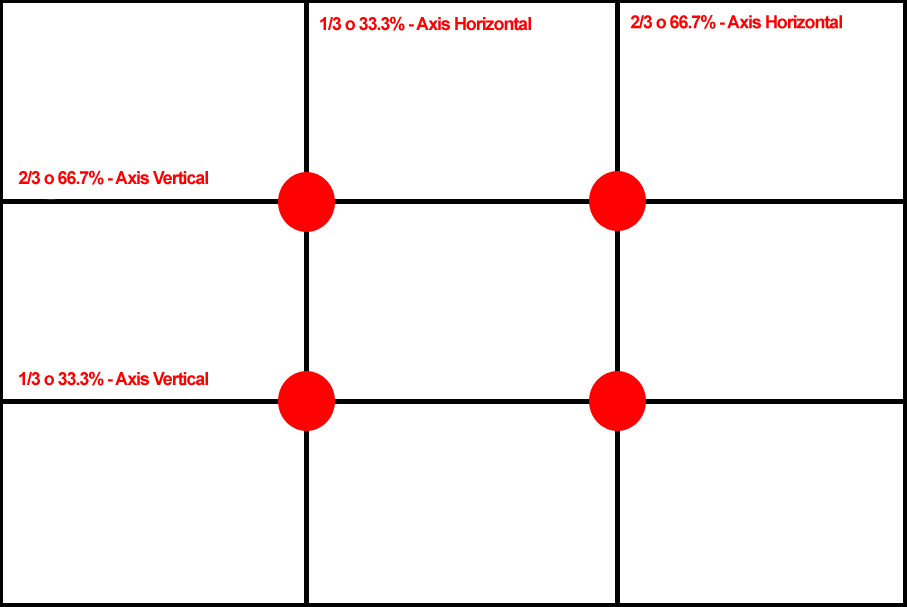 1/3 o 33.3% - Axis Horizontal
2/3 o 66.7% - Axis Horizontal
2/3 o 66.7% - Axis Vertical
1/3 o 33.3% - Axis Vertical